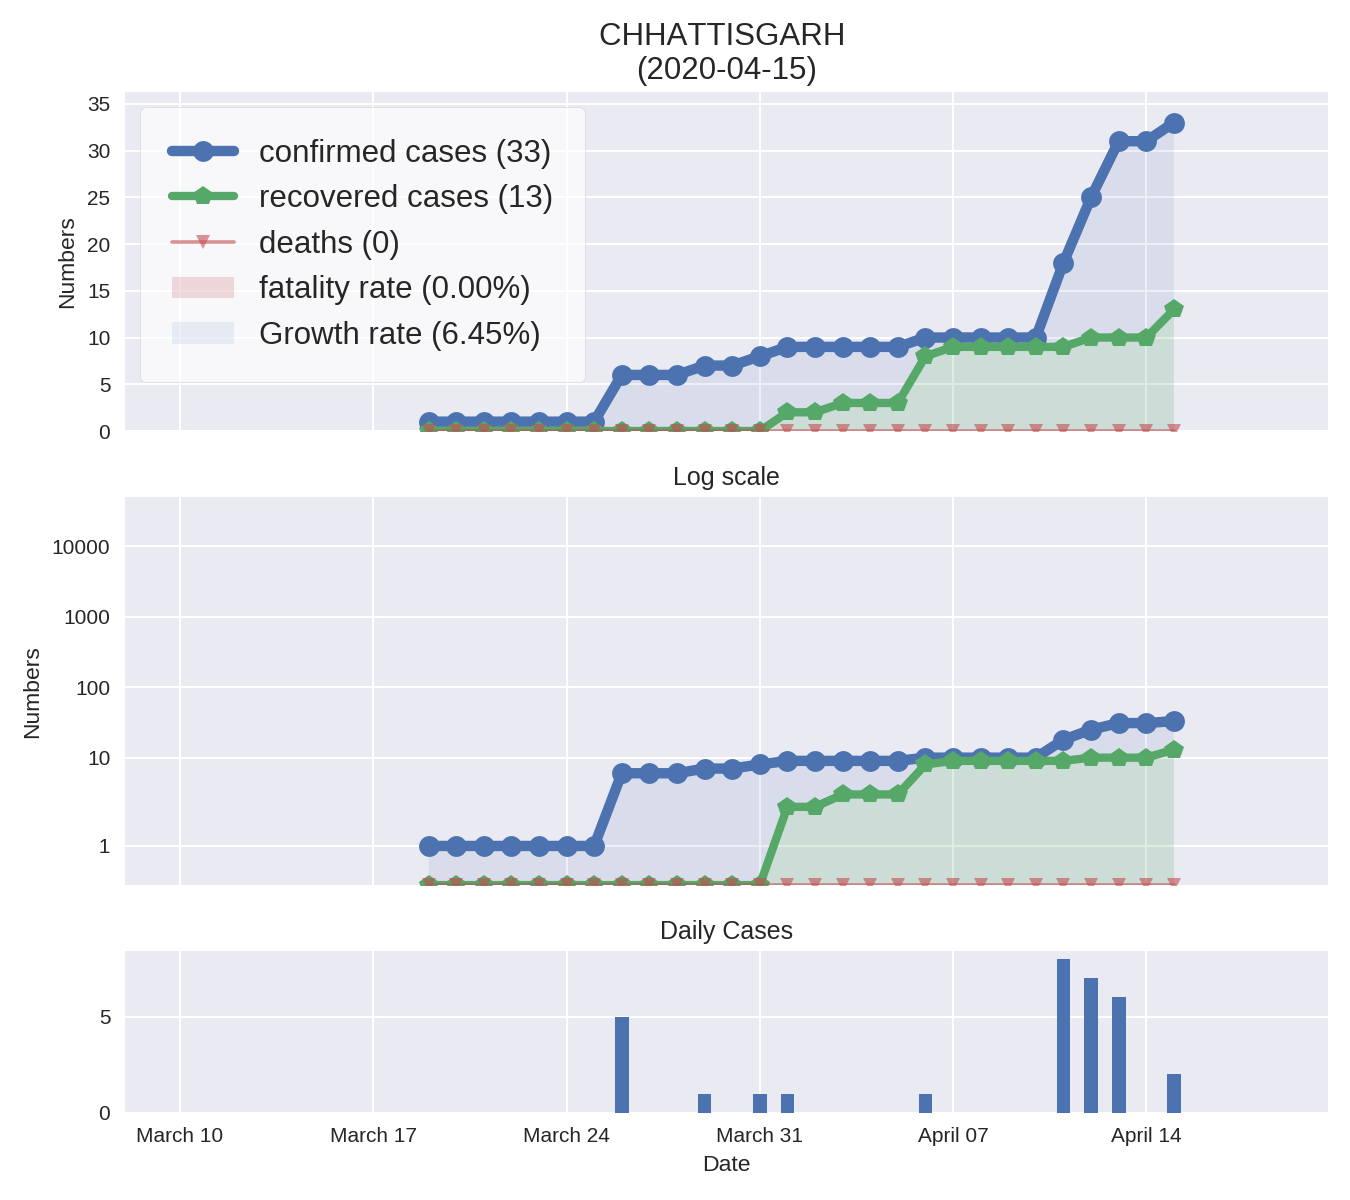 CHHATTISGARH
(2020-04-15)
35
30
25
20
15
10
5
0
Numbers
confirmed cases (33)
recovered cases (13)
deaths (0)
fatality rate (0.00%)
Growth rate (6.45%)
Log scale
10000
1000
100
10
1
Numbers
Daily Cases
5
0
March 10
March 17
March 24
March 31
April 07
April 14
Date